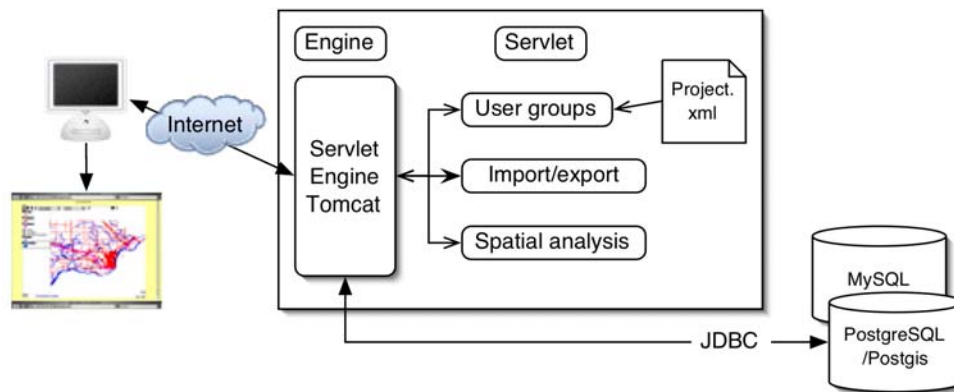 Engine
Servlet
Internet
Servlet
Engine
Tomcat
User groups
Project.
xml
Import/export
Spatial analysis
MySQL
JDBC
PostgreSQL
/Postgis